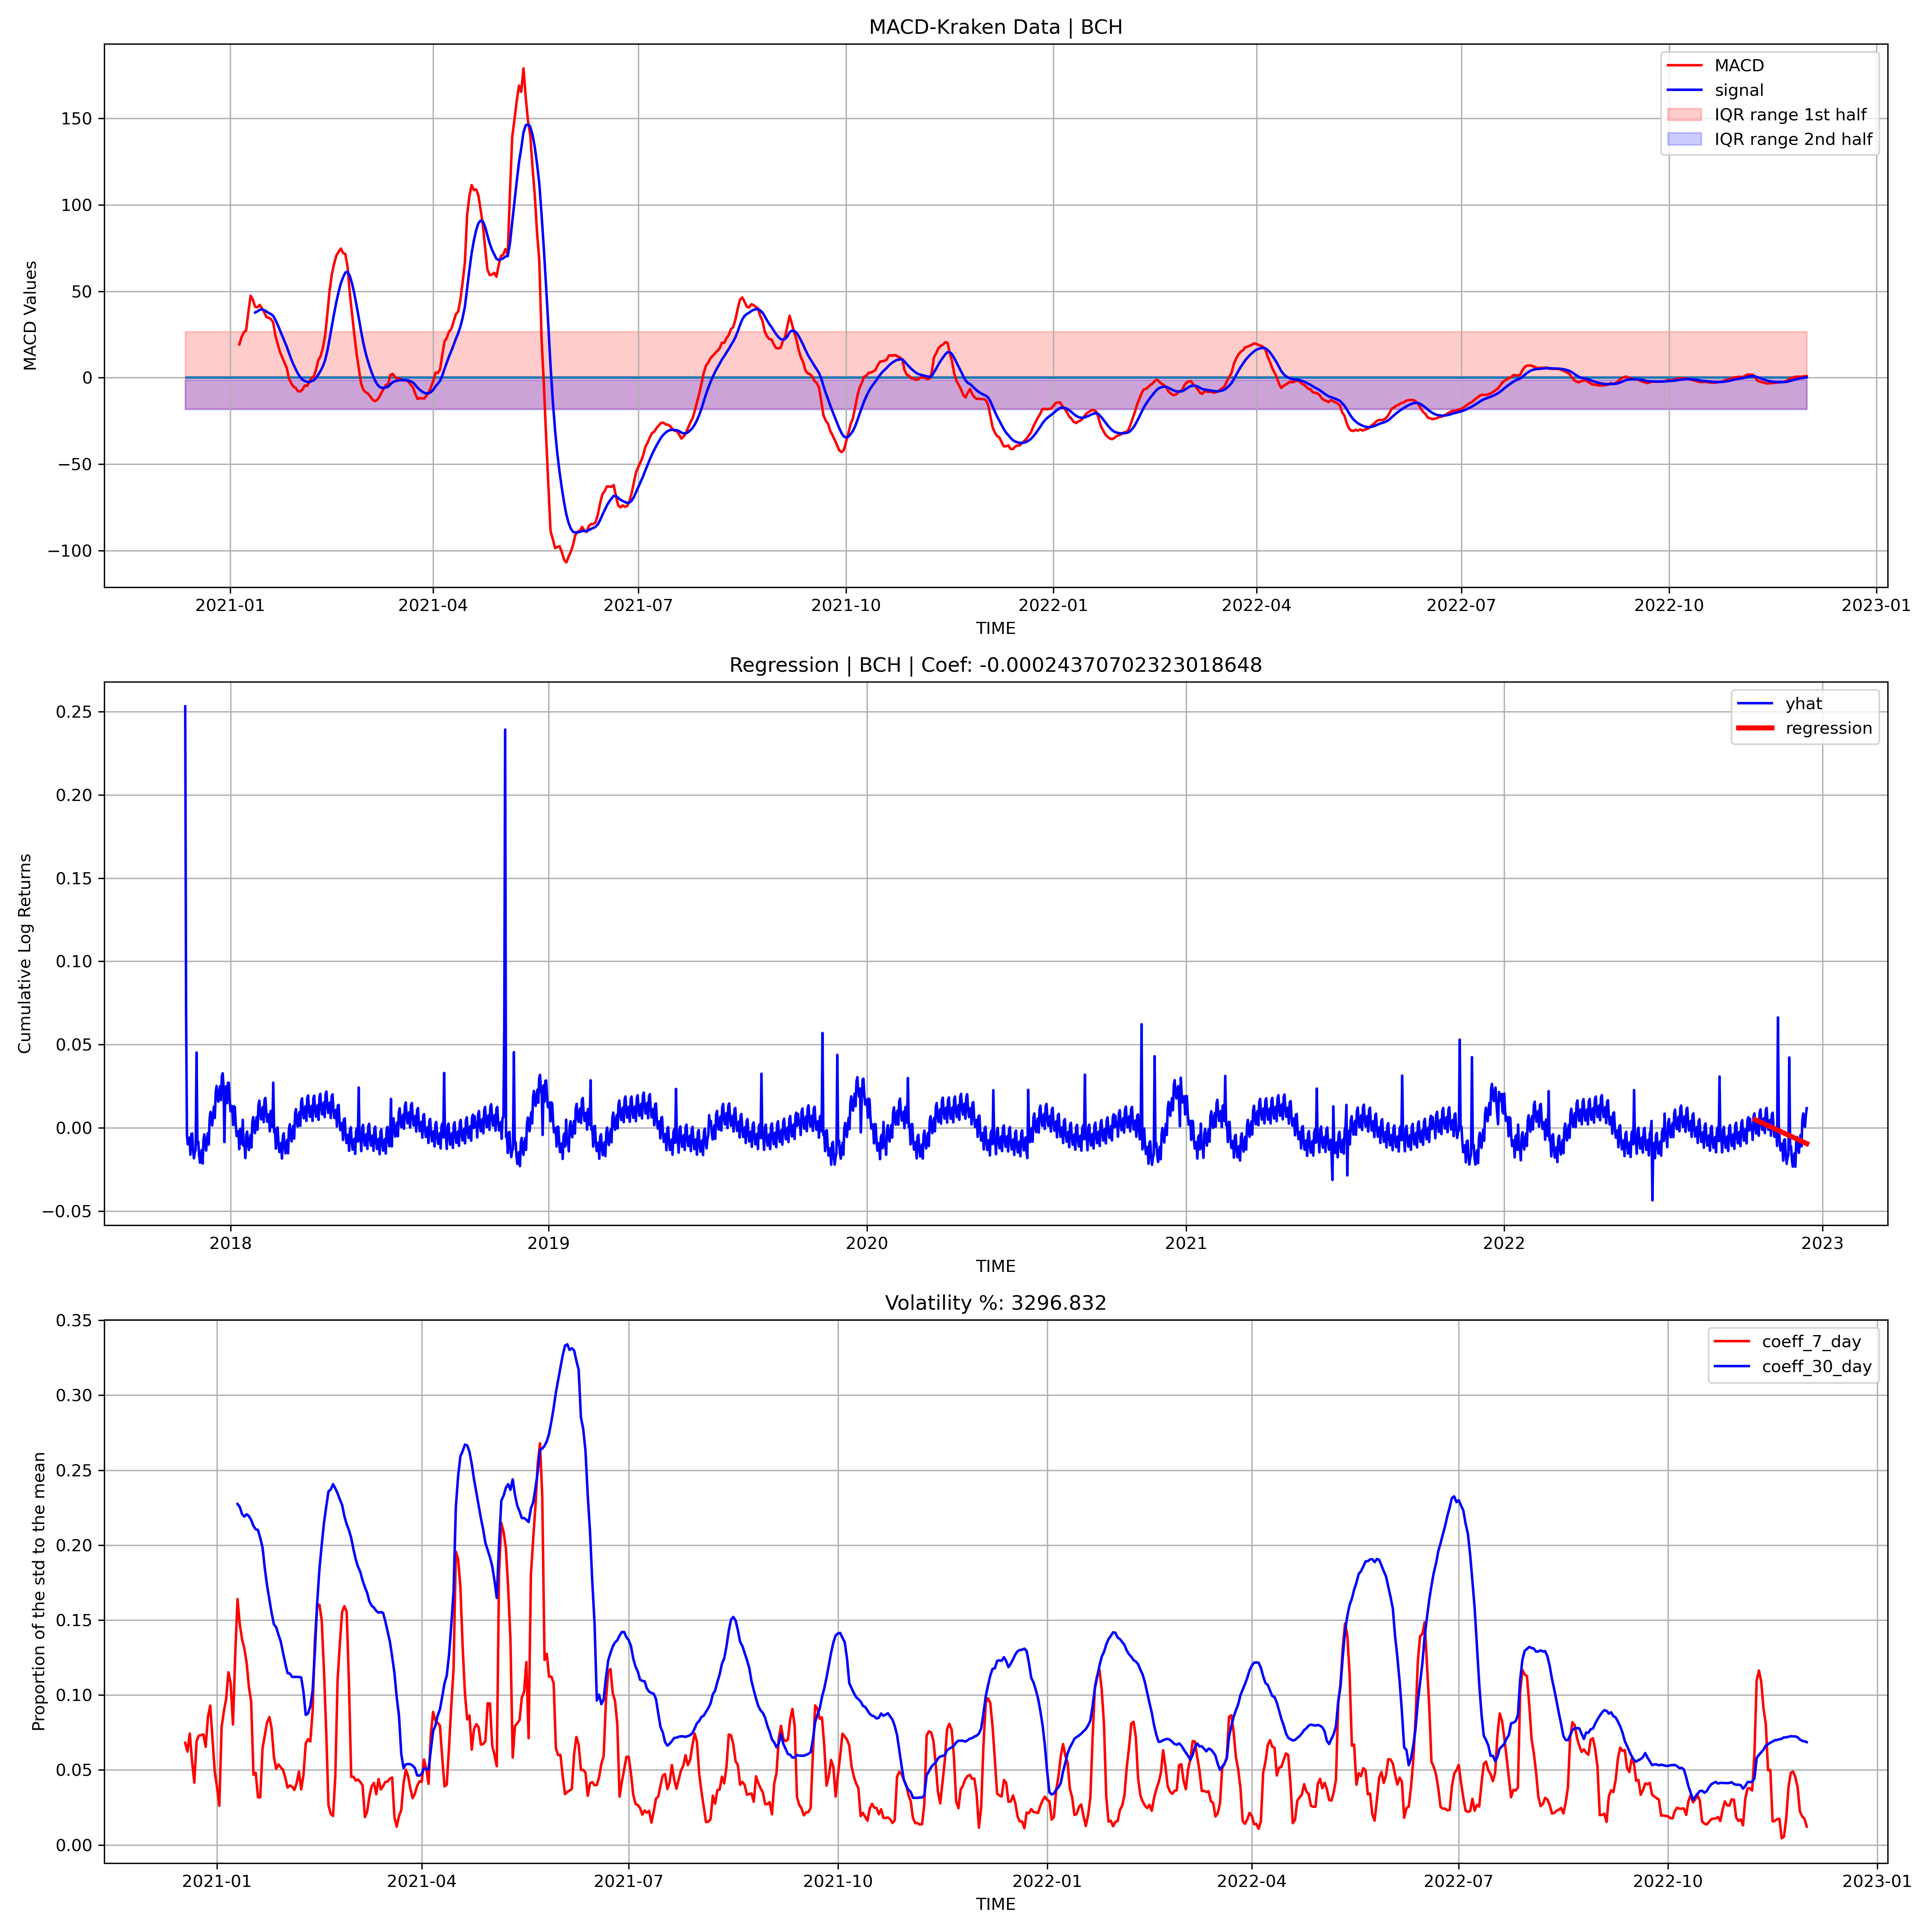 MACD-Kraken Data | BCH
MACD
signal
IQR range 1st half
IQR range 2nd half
MACD Values
150
100
50
0
−50
−100
2021-01 2021-04 2021-07 2021-10 2022-01 2022-04 2022-07 2022-10 2023-01
TIME
Regression | BCH | Coef: -0.00024370702323018648
yhat
regression
Cumulative Log Returns
0.25
0.20
0.15
0.10
0.05
0.00
−0.05
2018 2019 2020 2021 2022 2023
TIME
Volatility %: 3296.832
coeff_7_day
coeff_30_day
Proportion of the std to the mean
0.35
0.30
0.25
0.20
0.15
0.10
0.05
0.00
2021-01 2021-04 2021-07 2021-10 2022-01 2022-04 2022-07 2022-10 2023-01
TIME